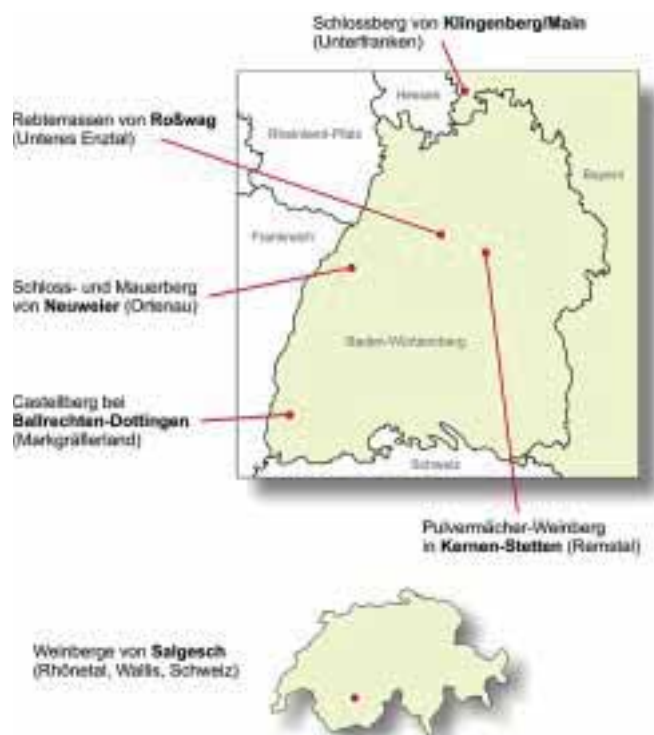 Schlossberg von Klingenberg/Main
(Unterfranken)
Hessen
Rebterrassen von Roßwag
(Unteres Enztal)
Rheinland-Pfalz
Bayern
Frankreich
Schloss- und Mauerberg
von Neuweier (Ortenau)
Baden-Württemberg
Castellberg bei
Ballrechten-Dottingen
(Markgräflerland)
Schweiz
Pulvermächer-Weinberg
in Kernen-Stetten (Remstal)
Weinberge von Salgesch
(Rhônetal, Wallis, Schweiz)